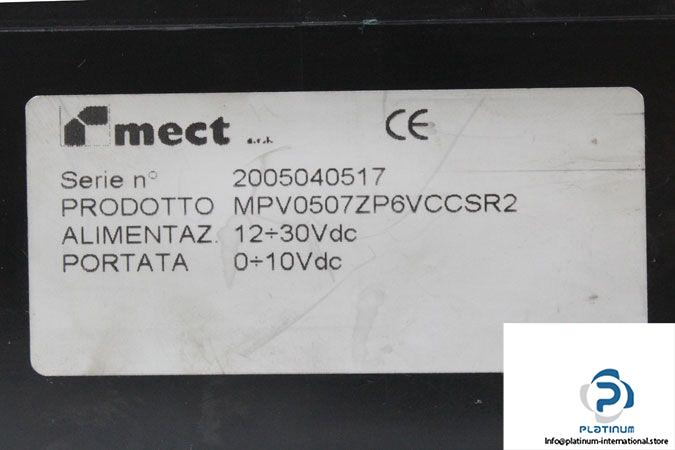 mect s.r.l.
CE
Serie n° 2005040517
PRODOTTO MPV0507ZP6VCCSR2
ALIMENTAZ. 12÷30Vdc
PORTATA 0÷10Vdc
PLATINUM
Info@platinum-international.store